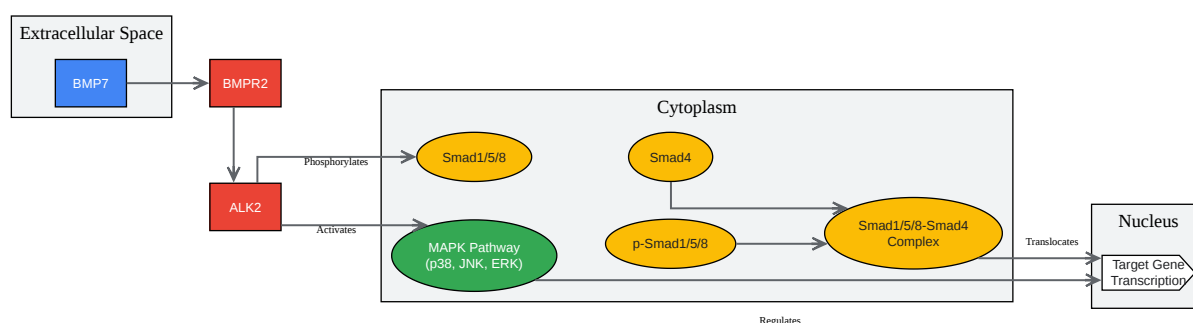 Extracellular Space
BMP7
BMPR2
Cytoplasm
Phosphorylates
Smad1/5/8
Smad4
ALK2
Activates
MAPK Pathway
(p38, JNK, ERK)
p-Smad1/5/8
Smad1/5/8-Smad4
Complex
Translocates
Nucleus
Target Gene
Transcription
Regulates